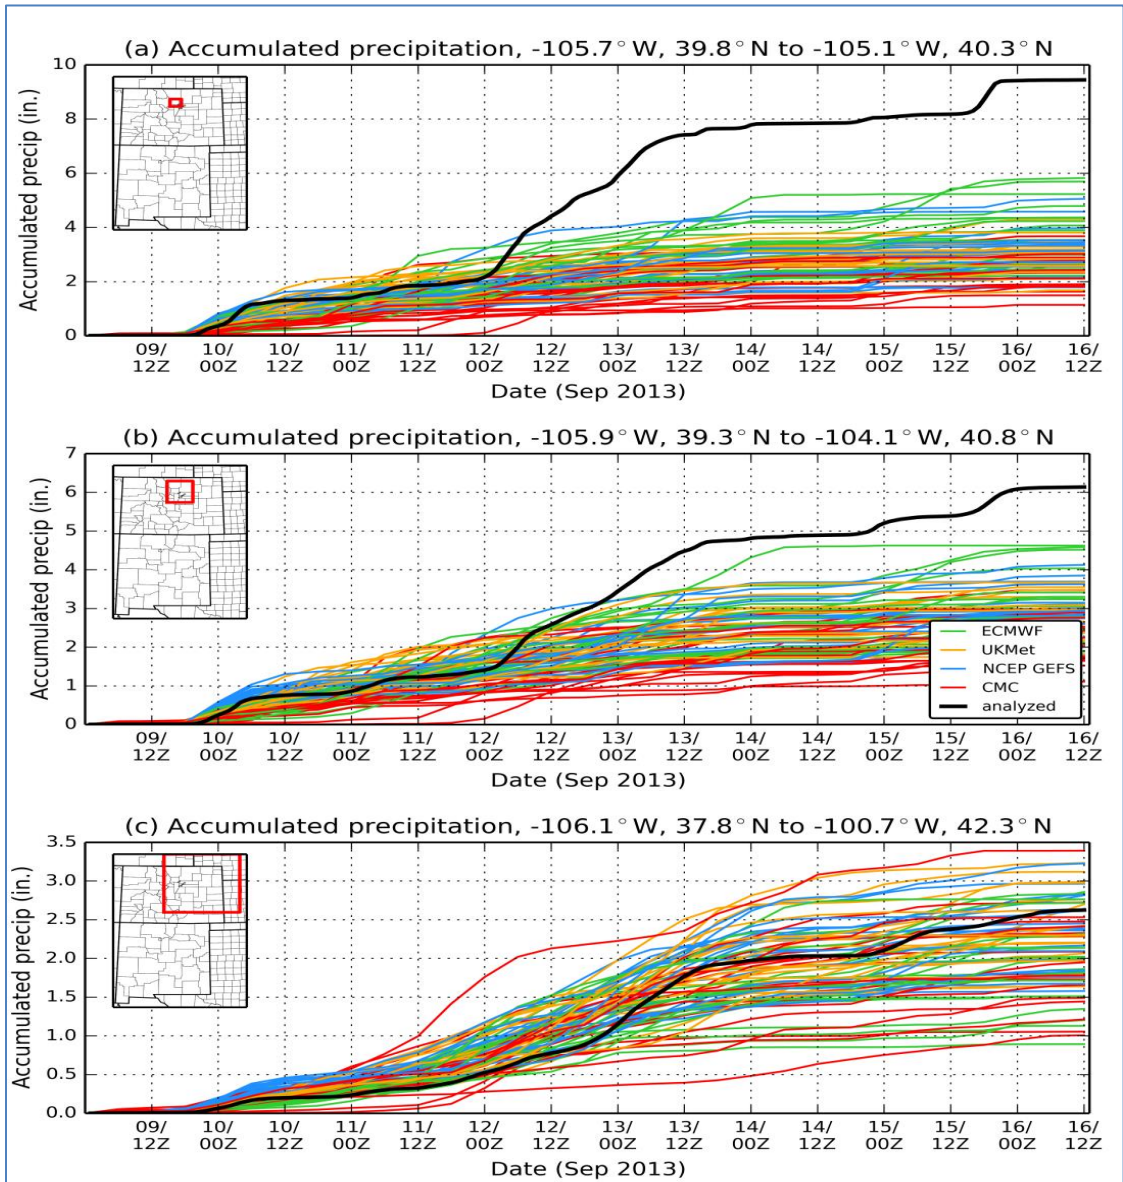 (a) Accumulated precipitation, -105.7°W, 39.8°N to -105.1°W, 40.3°N
Accumulated precip (in.)
10
8
6
4
2
0
09/ 10/ 10/ 11/ 11/ 12/ 12/ 13/ 13/ 14/ 14/ 15/ 15/ 16/ 16/
12Z 00Z 12Z 00Z 12Z 00Z 12Z 00Z 12Z 00Z 12Z 00Z 12Z 00Z 12Z
Date (Sep 2013)
(b) Accumulated precipitation, -105.9°W, 39.3°N to -104.1°W, 40.8°N
Accumulated precip (in.)
7
6
5
4
3
2
1
0
ECMWF
UKMet
NCEP GEFS
CMC
analyzed
09/ 10/ 10/ 11/ 11/ 12/ 12/ 13/ 13/ 14/ 14/ 15/ 15/ 16/ 16/
12Z 00Z 12Z 00Z 12Z 00Z 12Z 00Z 12Z 00Z 12Z 00Z 12Z 00Z 12Z
Date (Sep 2013)
(c) Accumulated precipitation, -106.1°W, 37.8°N to -100.7°W, 42.3°N
Accumulated precip (in.)
3.5
3.0
2.5
2.0
1.5
1.0
0.5
0.0
09/ 10/ 10/ 11/ 11/ 12/ 12/ 13/ 13/ 14/ 14/ 15/ 15/ 16/ 16/
12Z 00Z 12Z 00Z 12Z 00Z 12Z 00Z 12Z 00Z 12Z 00Z 12Z 00Z 12Z
Date (Sep 2013)